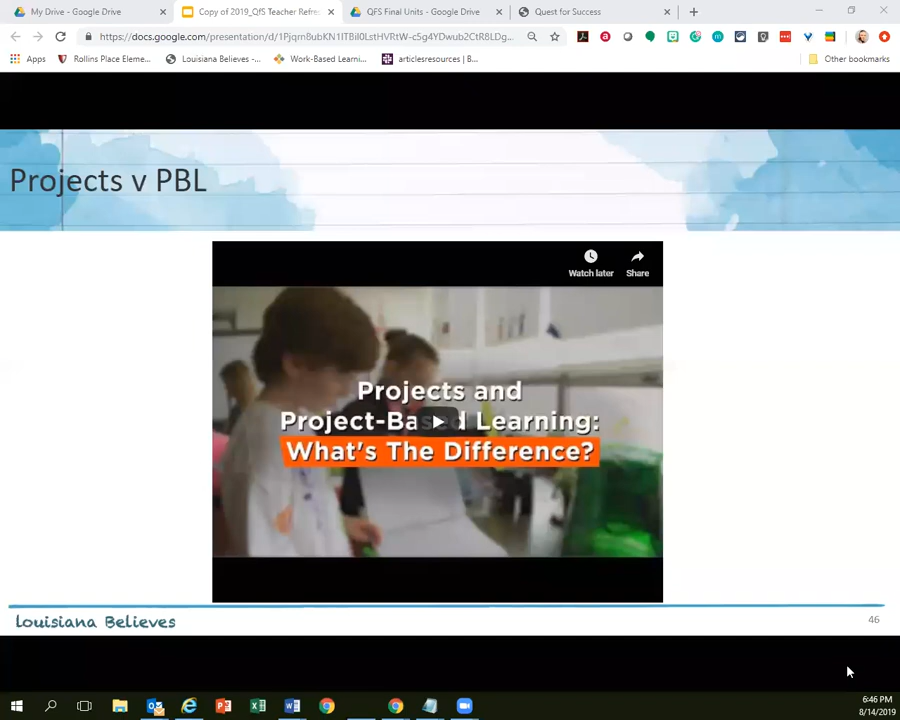 My Drive - Google Drive
Copy of 2019_QfS Teacher Refre
QFS Final Units - Google Drive
Quest for Success
Apps
Rollins Place Eleme...
Louisiana Believes -...
Work-Based Learni...
articlesresources | B...
Other bookmarks
Projects v PBL
Watch later
Share
Projects and
Project-Based Learning:
What's The Difference?
Louisiana Believes
46
6:46 PM
8/14/2019